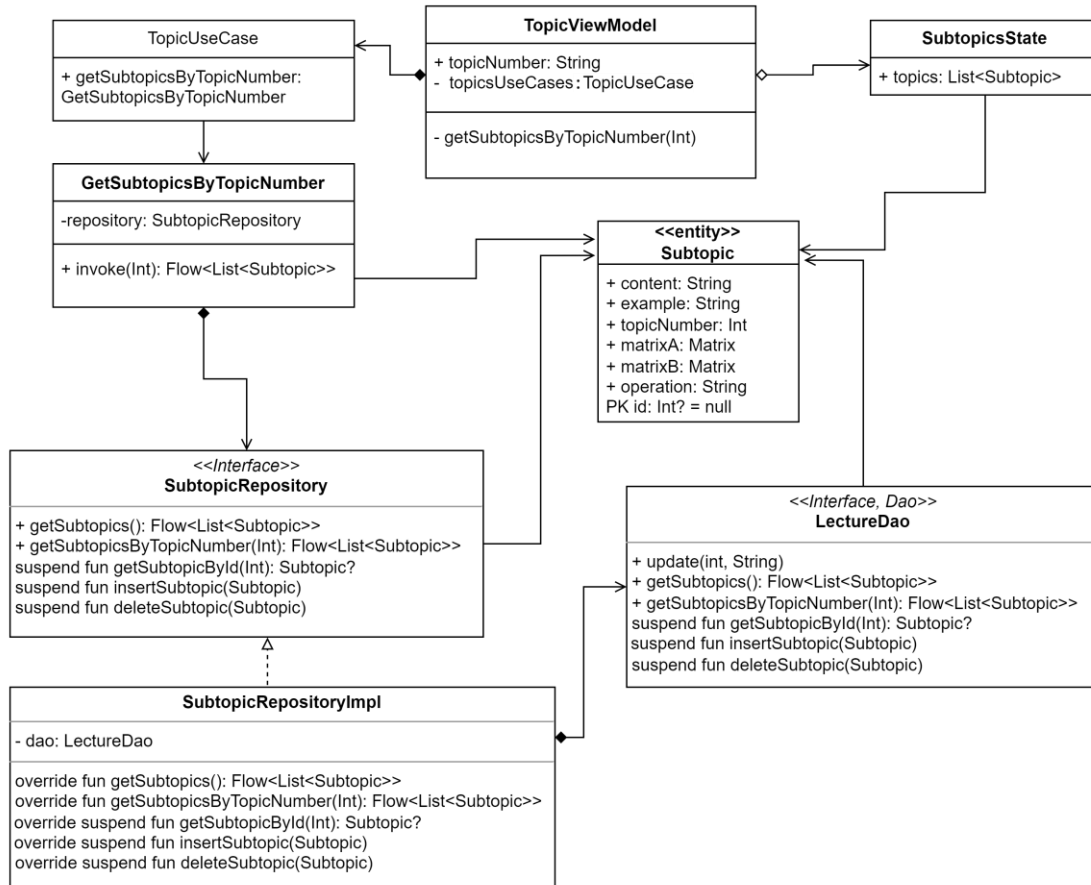 TopicUseCase
+ getSubtopicsByTopicNumber:
GetSubtopicsByTopicNumber
TopicViewModel
+ topicNumber: String
- topicsUseCases:TopicUseCase
- getSubtopicsByTopicNumber(Int)
SubtopicsState
+ topics: List<Subtopic>
GetSubtopicsByTopicNumber
-repository: SubtopicRepository
+ invoke(Int): Flow<List<Subtopic>>
<<entity>>
Subtopic
+ content: String
+ example: String
+ topicNumber: Int
+ matrixA: Matrix
+ matrixB: Matrix
+ operation: String
PK id: Int? = null
<<Interface>>
SubtopicRepository
+ getSubtopics(): Flow<List<Subtopic>>
+ getSubtopicsByTopicNumber(Int): Flow<List<Subtopic>>
suspend fun getSubtopicById(Int): Subtopic?
suspend fun insertSubtopic(Subtopic)
suspend fun deleteSubtopic(Subtopic)
<<Interface, Dao>>
LectureDao
+ update(int, String)
+ getSubtopics(): Flow<List<Subtopic>>
+ getSubtopicsByTopicNumber(Int): Flow<List<Subtopic>>
suspend fun getSubtopicById(Int): Subtopic?
suspend fun insertSubtopic(Subtopic)
suspend fun deleteSubtopic(Subtopic)
SubtopicRepositoryImpl
- dao: LectureDao
override fun getSubtopics(): Flow<List<Subtopic>>
override fun getSubtopicsByTopicNumber(Int): Flow<List<Subtopic>>
override suspend fun getSubtopicById(Int): Subtopic?
override suspend fun insertSubtopic(Subtopic)
override suspend fun deleteSubtopic(Subtopic)